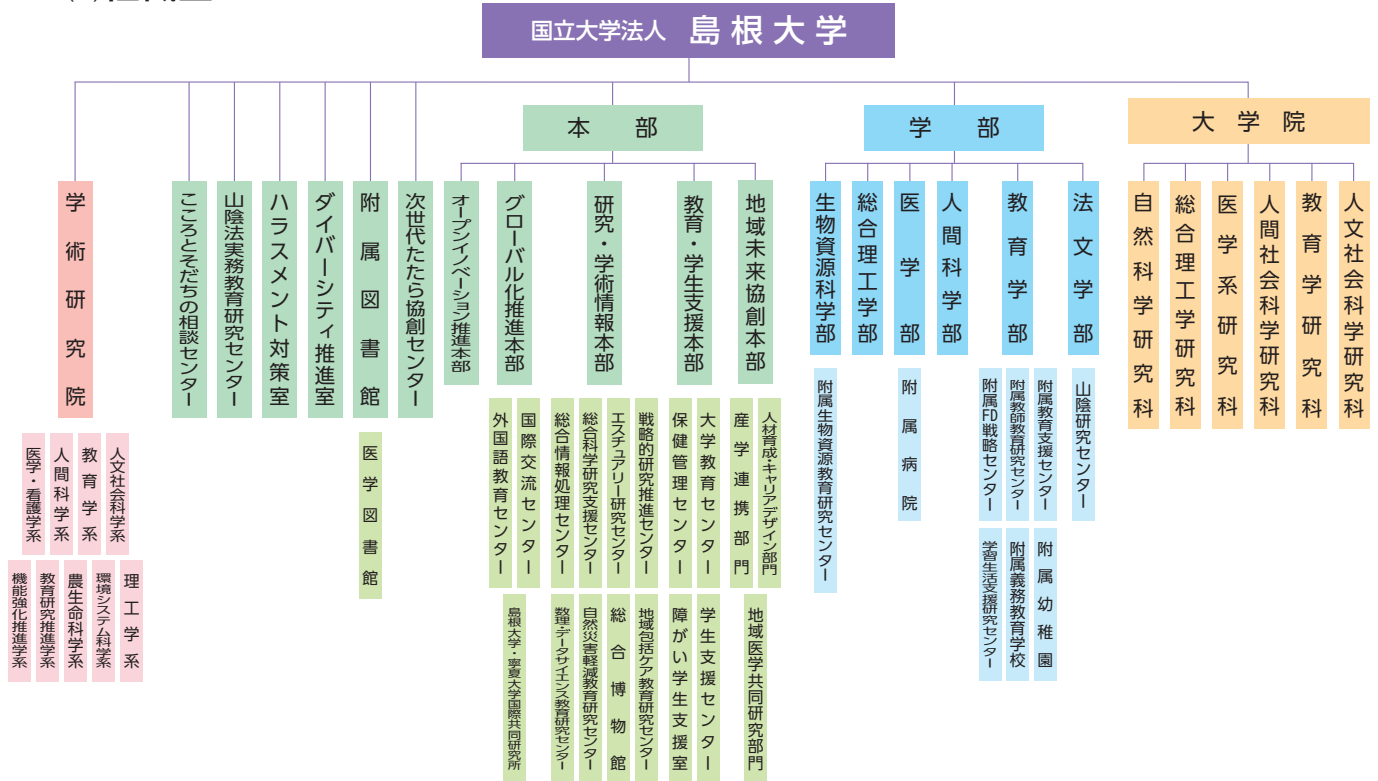 国立大学法人 島根大学
本部
学部
大学院
学術研究院
こころとそだちの相談センター
山陰法実務教育研究センター
ハラスメント対策室
ダイバーシティ推進室
附属図書館
次世代たたら協創センター
オープンイノベーション推進本部
グローバル化推進本部
研究・学術情報本部
教育・学生支援本部
地域未来協創本部
生物資源科学部
総合理工学部
医学部
人間科学部
教育学部
法文学部
自然科学研究科
総合理工学研究科
医学系研究科
人間社会科学研究科
教育学研究科
人文社会科学研究科
医学・看護学系
人間科学系
教育学系
人文社会科学系
機能強化推進学系
教育研究推進学系
農生命科学系
環境システム科学系
理工学系
医学図書館
外国語教育センター
国際交流センター
総合情報処理センター
総合科学研究支援センター
エスチュアリー研究センター
戦略的研究推進センター
保健管理センター
大学教育センター
産学連携部門
人材育成・キャリアデザイン部門
島根大学・寧夏大学国際共同研究所
数理・データサイエンス教育研究センター
自然災害軽減教育研究センター
総合博物館
地域包括ケア教育研究センター
障がい学生支援室
学生支援センター
地域医学共同研究部門
附属生物資源教育研究センター
附属病院
附属FD戦略センター
附属教師教育研究センター
附属教育支援センター
山陰研究センター
学習生活支援研究センター
附属義務教育学校
附属幼稚園